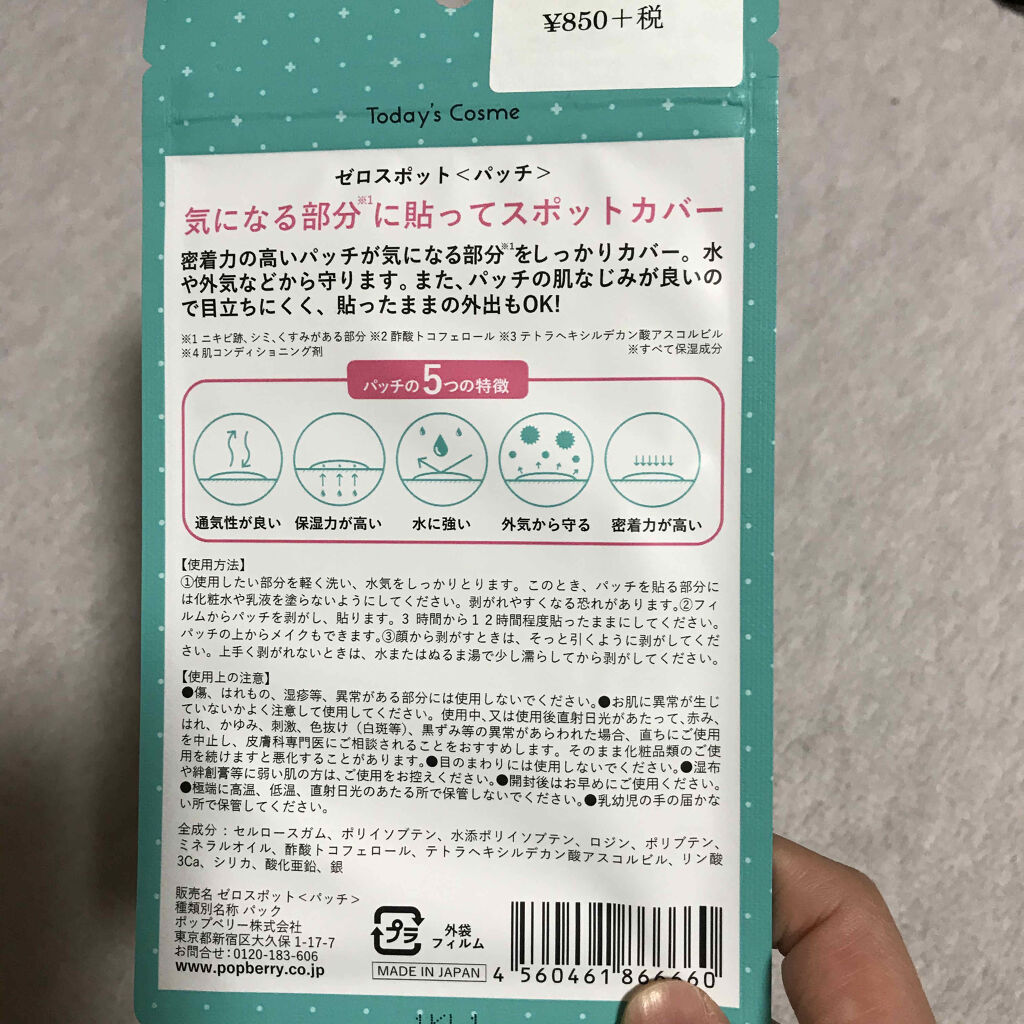 ¥850＋税
Today's Cosme
ゼロスポット＜パッチ＞
気になる部分※1に貼ってスポットカバー
密着力の高いパッチが気になる部分※1をしっかりカバー。水
や外気などから守ります。また、パッチの肌なじみが良いの
で目立ちにくく、貼ったままの外出もOK!
※1 ニキビ跡、シミ、くすみがある部分 ※2 酢酸トコフェロール ※3 テトラヘキシルデカン酸アスコルビル
※4 肌コンディショニング剤 ※すべて保湿成分
パッチの5つの特徴
通気性が良い 保湿力が高い 水に強い 外気から守る 密着力が高い
【使用方法】
①使用したい部分を軽く洗い、水気をしっかりとります。このとき、パッチを貼る部分に
は化粧水や乳液を塗らないようにしてください。剥がれやすくなる恐れがあります。②フィ
ルムからパッチを剥がし、貼ります。3 時間から12時間程度貼ったままにしてください。
パッチの上からメイクもできます。③顔から剥がすときは、そっと引くように剥がしてくだ
さい。上手く剥がれないときは、水またはぬるま湯で少し濡らしてから剥がしてください。
【使用上の注意】
●傷、はれもの、湿疹等、異常がある部分には使用しないでください。●お肌に異常が生じ
ていないかよく注意して使用してください。使用中、又は使用後直射日光があたって、赤み、
はれ、かゆみ、刺激、色抜け（白斑等）、黒ずみ等の異常があらわれた場合、直ちにご使用
を中止し、皮膚科専門医にご相談されることをおすすめします。そのまま化粧品類のご使
用を続けますと悪化することがあります。●目のまわりには使用しないでください。●湿布
や絆創膏等に弱い肌の方は、ご使用をお控えください。●開封後はお早めにご使用ください。
●極端に高温、低温、直射日光のあたる所で保管しないでください。●乳幼児の手の届かな
い所で保管してください。
全成分：セルロースガム、ポリイソブテン、水添ポリイソブテン、ロジン、ポリブテン、
ミネラルオイル、酢酸トコフェロール、テトラヘキシルデカン酸アスコルビル、リン酸
3Ca、シリカ、酸化亜鉛、銀
販売名 ゼロスポット＜パッチ＞
種類別名称 パック
ポップベリー株式会社
東京都新宿区大久保 1-17-7
お問合せ：0120-183-606
www.popberry.co.jp
プラ
外袋
フィルム
MADE IN JAPAN
4 560461 866660